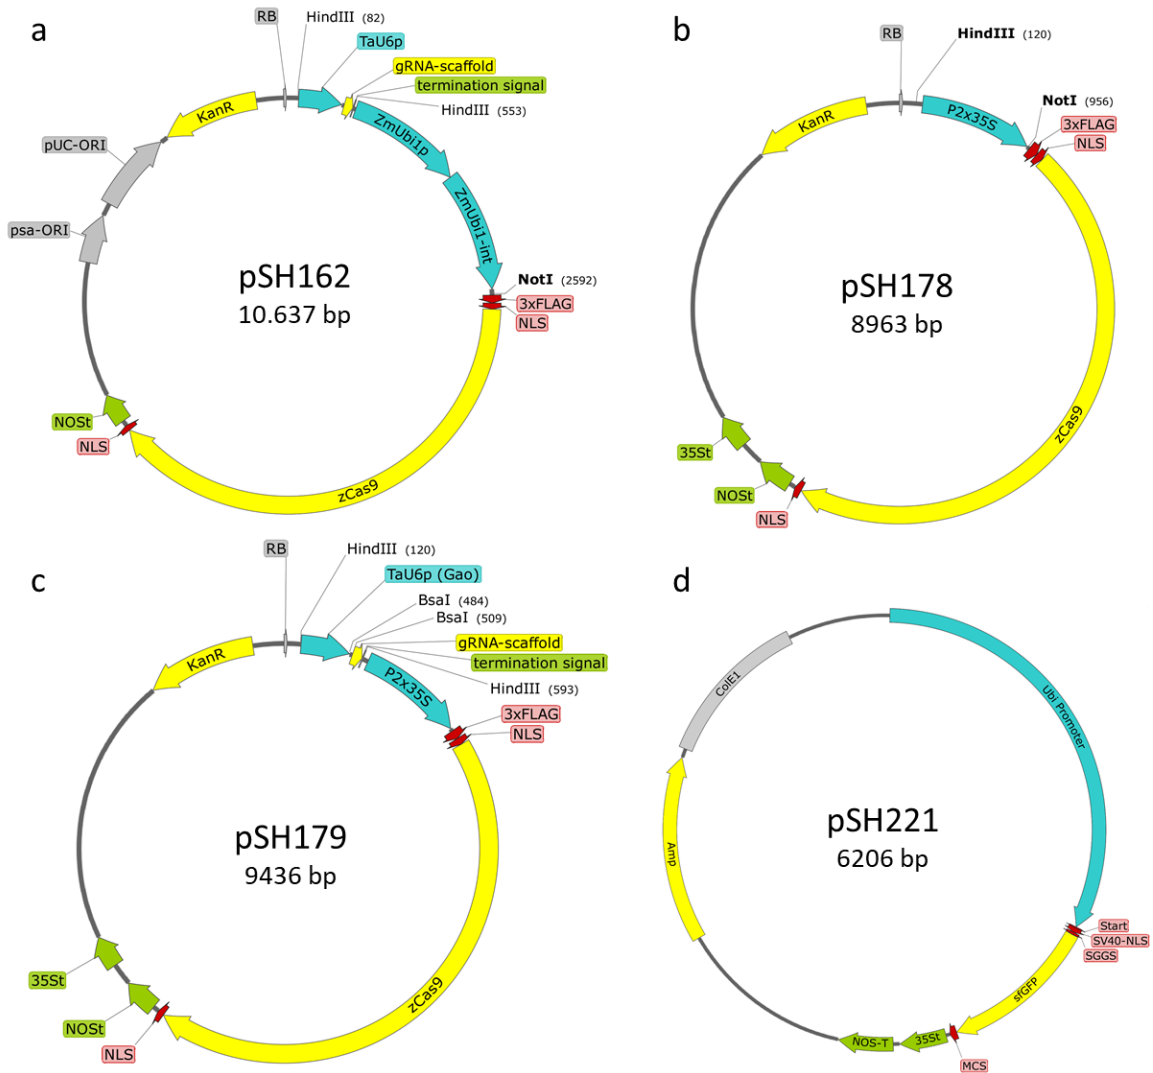 a
RB
HindIII (82)
TaU6p
gRNA-scaffold
termination signal
HindIII (553)
KanR
pUC-ORI
psa-ORI
ZmUbi1p
ZmUbi1-int
NotI (2592)
3xFLAG
NLS
pSH162
10.637 bp
NOSt
NLS
zCas9
b
RB
HindIII (120)
NotI (956)
3xFLAG
NLS
KanR
P2x35S
pSH178
8963 bp
35St
NOSt
NLS
zCas9
c
RB
HindIII (120)
TaU6p (Gao)
BsaI (484)
BsaI (509)
gRNA-scaffold
termination signal
HindIII (593)
KanR
P2x35S
3xFLAG
NLS
pSH179
9436 bp
35St
NOSt
NLS
zCas9
d
ColE1
Ubi Promoter
Amp
pSH221
6206 bp
Start
SV40-NLS
SGGS
sfGFP
NOS-T
35St
MCS